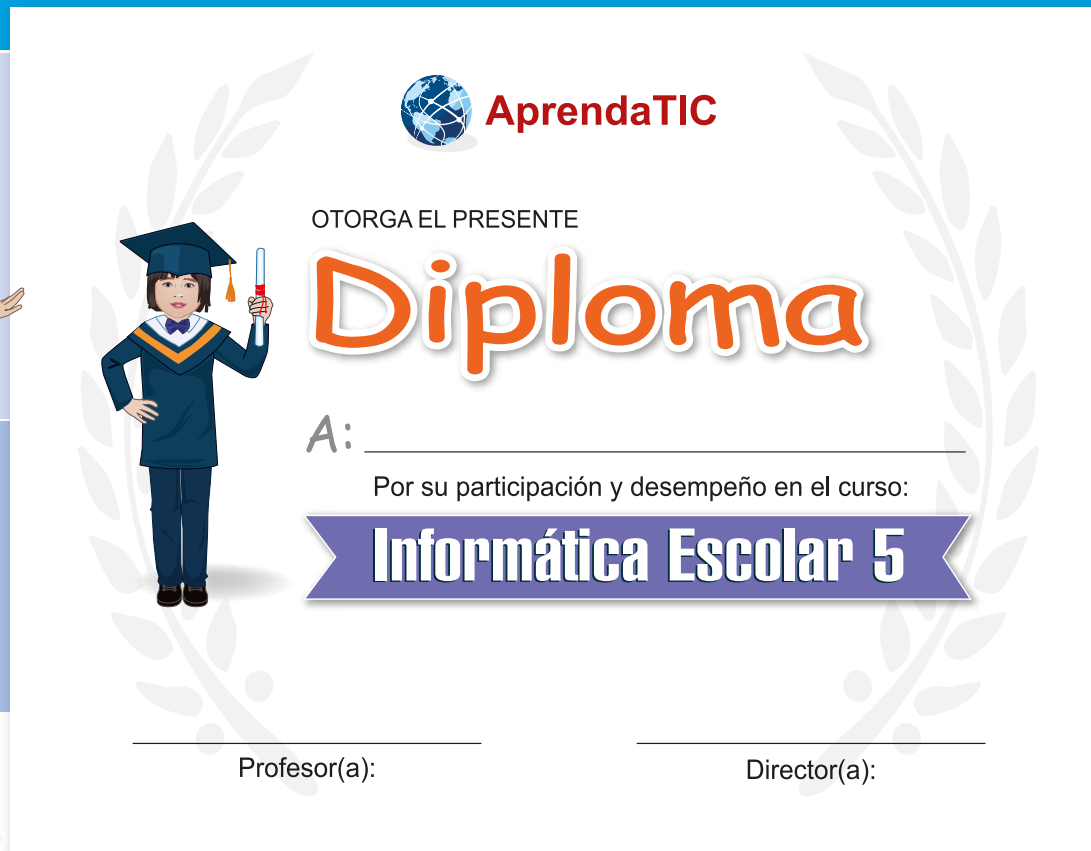 AprendaTIC
OTORGA EL PRESENTE
Diploma
A:
Por su participación y desempeño en el curso:
Informática Escolar 5
Profesor(a):
Director(a):